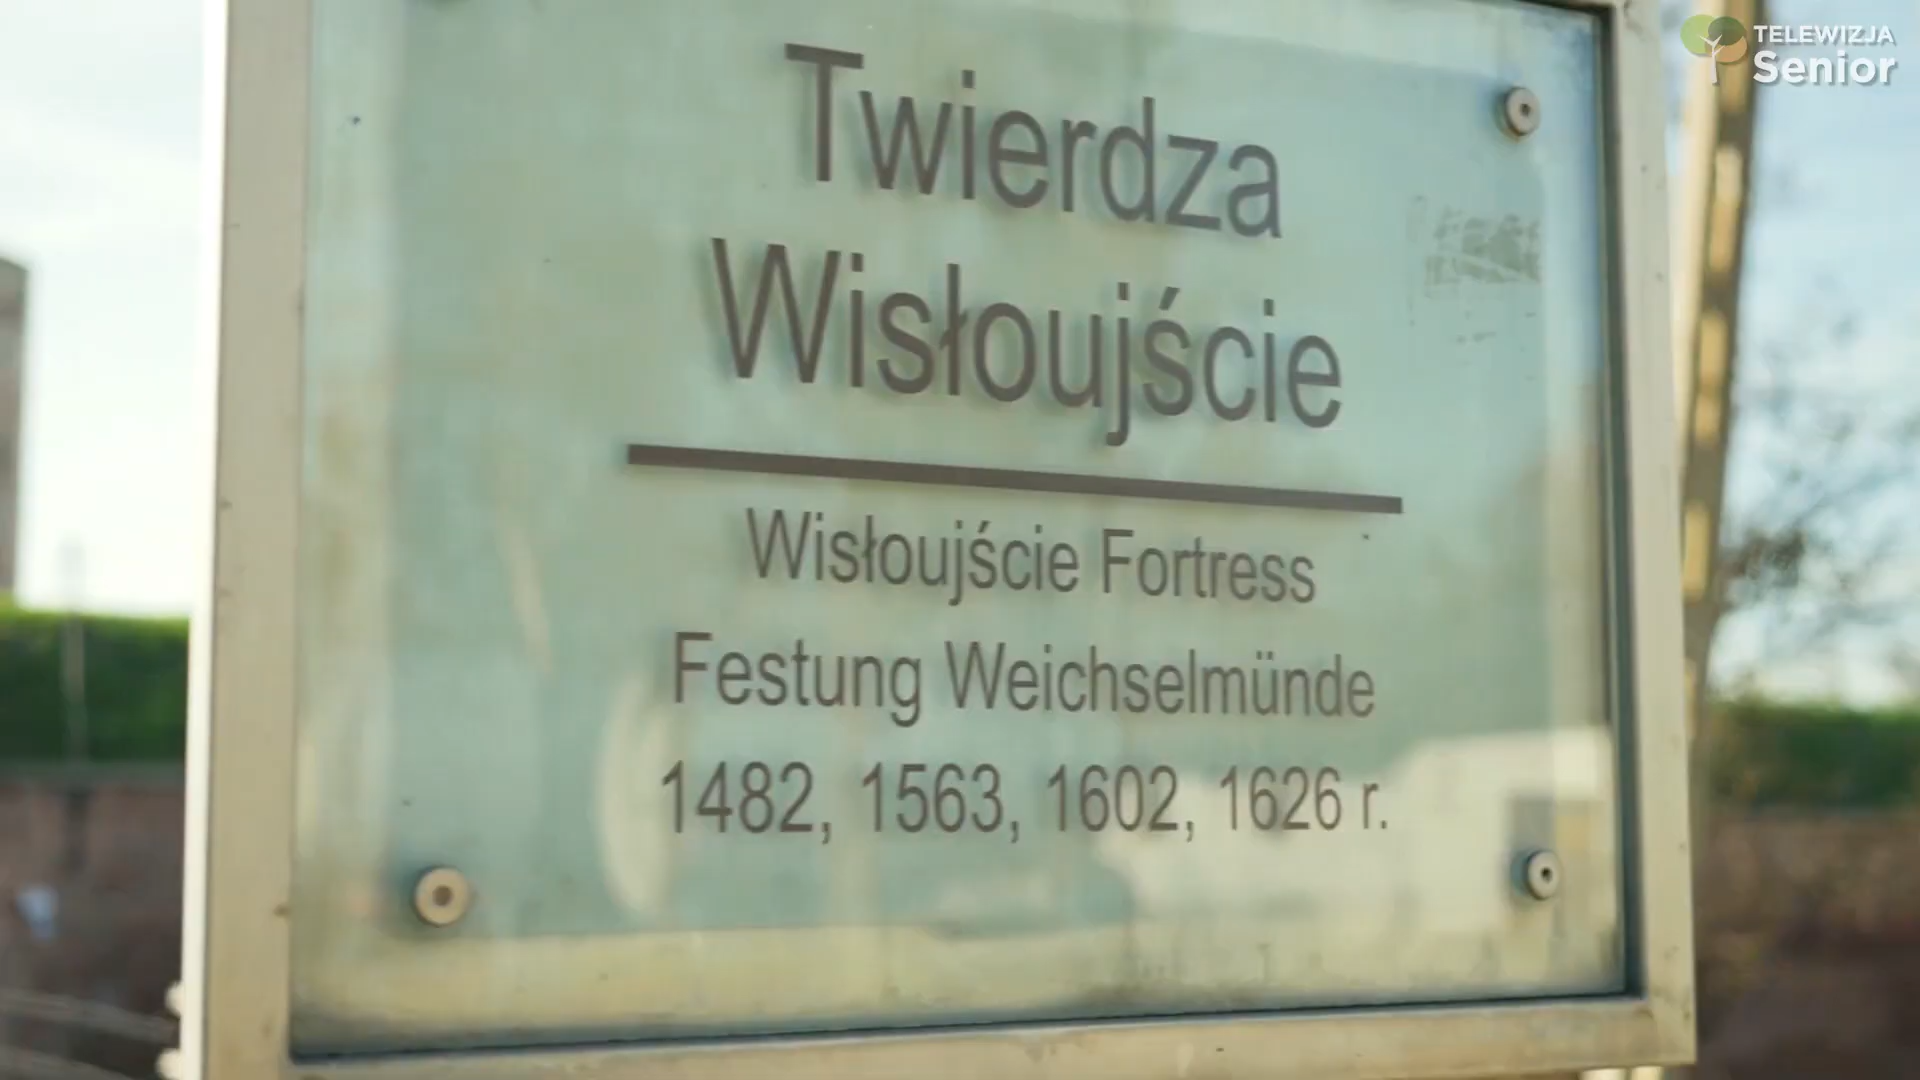 TELEWIZJA
Senior
Twierdza
Wisłoujście
Wisłoujście Fortress
Festung Weichselmünde
1482, 1563, 1602, 1626 r.